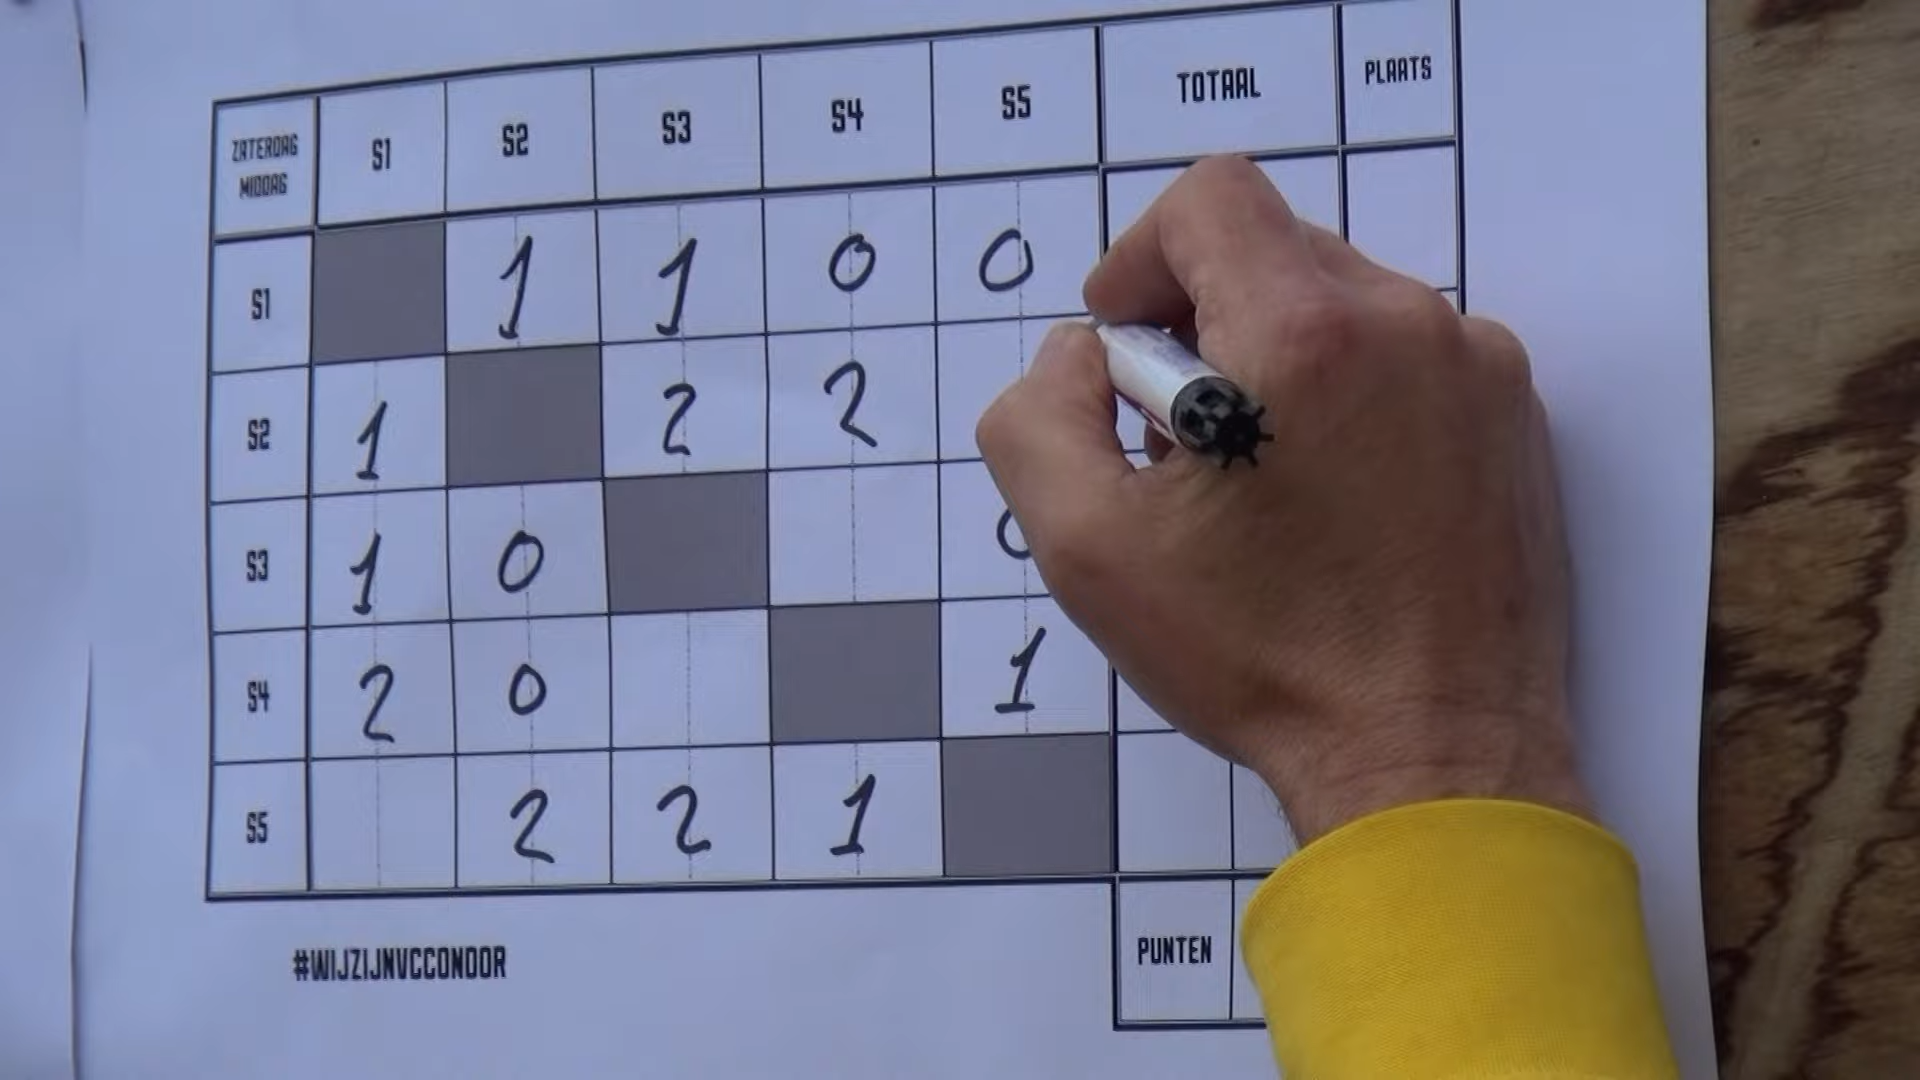 ZATERDAG MIDDAG S1 S2 S3 S4 S5 TOTAAL PLAATS
S1 1 1 0 0
S2 1 2 2
S3 1 0 0
S4 2 0 1
S5 2 2 1
#WIJZIJNVCCONDOR
PUNTEN